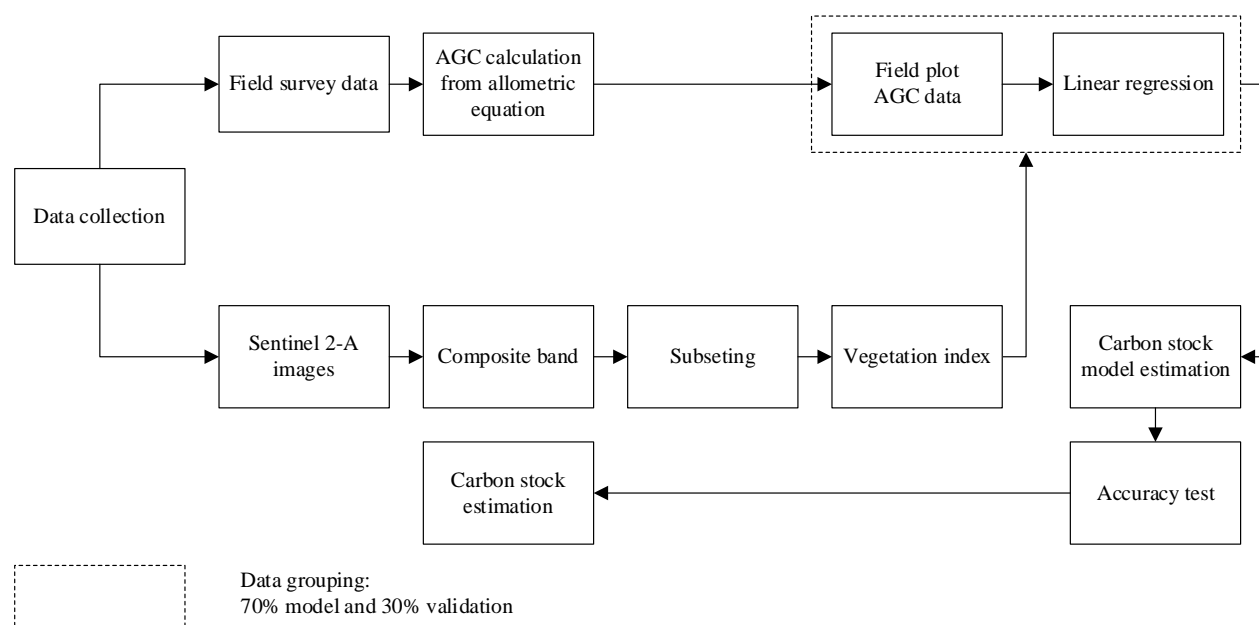 Field survey data
AGC calculation
from allometric
equation
Field plot
AGC data
Linear regression
Data collection
Sentinel 2-A
images
Composite band
Subseting
Vegetation index
Carbon stock
model estimation
Carbon stock
estimation
Accuracy test
Data grouping:
70% model and 30% validation